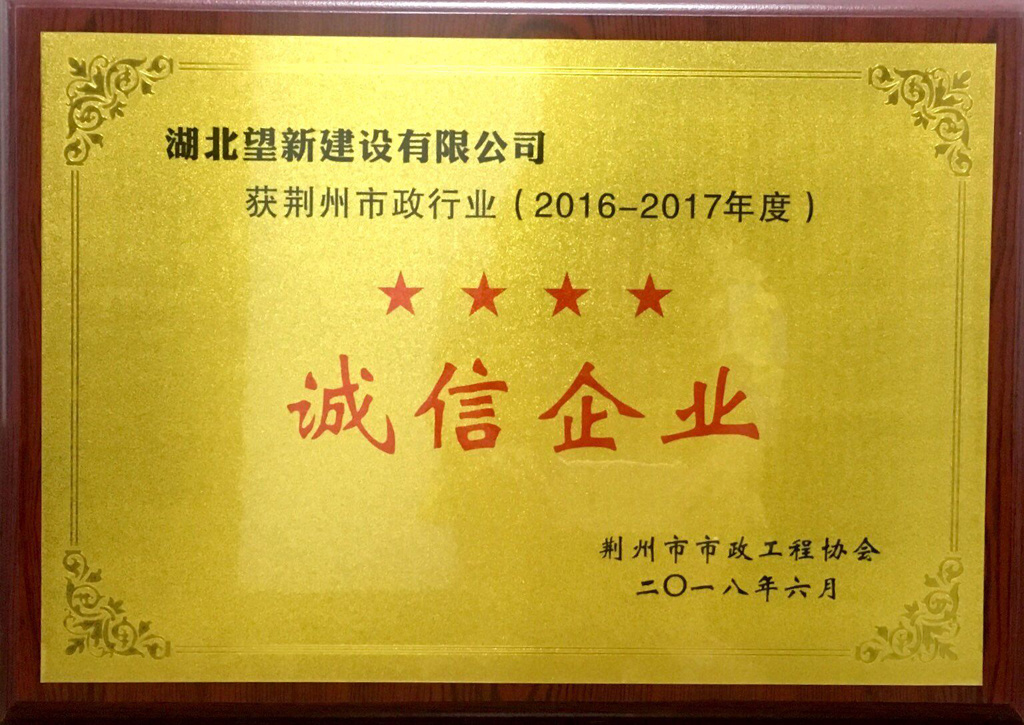 湖北望新建设有限公司
获荆州市政行业（2016-2017年度）
★ ★ ★ ★
诚信企业
荆州市市政工程协会
二〇一八年六月